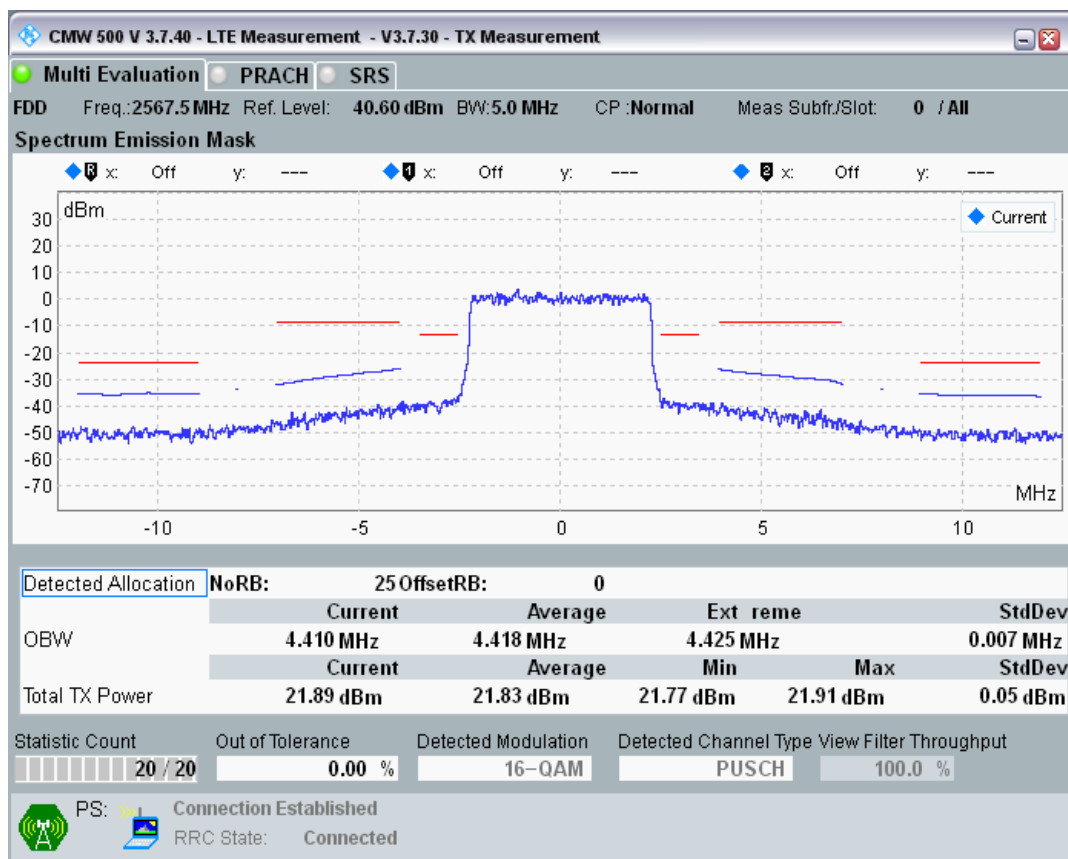 CMW 500 V 3.7.40 - LTE Measurement - V3.7.30 - TX Measurement
Multi Evaluation PRACH SRS
FDD Freq.:2567.5 MHz Ref. Level: 40.60 dBm BW:5.0 MHz CP :Normal Meas Subfr./Slot: 0 / All
Spectrum Emission Mask
R x: Off y: --- 1 x: Off y: --- 2 x: Off y: ---
dBm
Current
30
20
10
0
-10
-20
-30
-40
-50
-60
-70
MHz
-10 -5 0 5 10
Detected Allocation NoRB: 25 OffsetRB: 0
Current Average Ext reme StdDev
OBW 4.410 MHz 4.418 MHz 4.425 MHz 0.007 MHz
Current Average Min Max StdDev
Total TX Power 21.89 dBm 21.83 dBm 21.77 dBm 21.91 dBm 0.05 dBm
Statistic Count Out of Tolerance Detected Modulation Detected Channel Type View Filter Throughput
20 / 20 0.00 % 16-QAM PUSCH 100.0 %
PS: Connection Established
RRC State: Connected